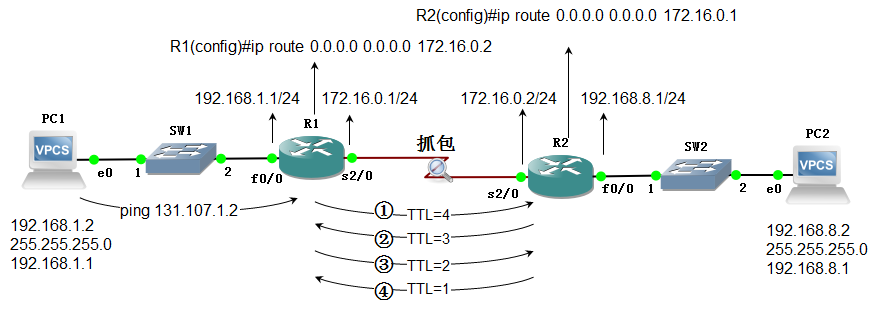 R2(config)#ip route 0.0.0.0 0.0.0.0 172.16.0.1
R1(config)#ip route 0.0.0.0 0.0.0.0 172.16.0.2
192.168.1.1/24
172.16.0.1/24
172.16.0.2/24
192.168.8.1/24
PC1
SW1
R1
抓包
R2
SW2
PC2
VPCS
VPCS
e0
1
2
f0/0
s2/0
s2/0
f0/0
1
2
e0
ping 131.107.1.2
① TTL=4
② TTL=3
③ TTL=2
④ TTL=1
192.168.1.2
255.255.255.0
192.168.1.1
192.168.8.2
255.255.255.0
192.168.8.1